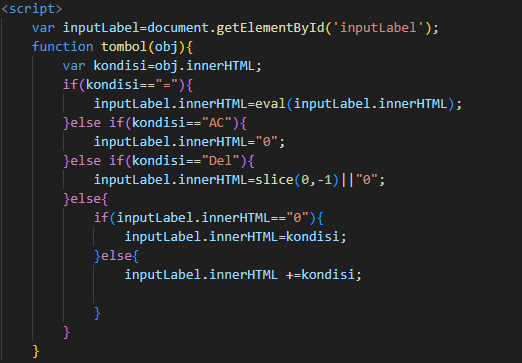 <script>
var inputLabel=document.getElementById('inputLabel');
function tombol(obj){
var kondisi=obj.innerHTML;
if(kondisi=="="){
inputLabel.innerHTML=eval(inputLabel.innerHTML);
}else if(kondisi=="AC"){
inputLabel.innerHTML="0";
}else if(kondisi=="Del"){
inputLabel.innerHTML=slice(0,-1)||"0";
}else{
if(inputLabel.innerHTML=="0"){
inputLabel.innerHTML=kondisi;
}else{
inputLabel.innerHTML +=kondisi;
}
}
}